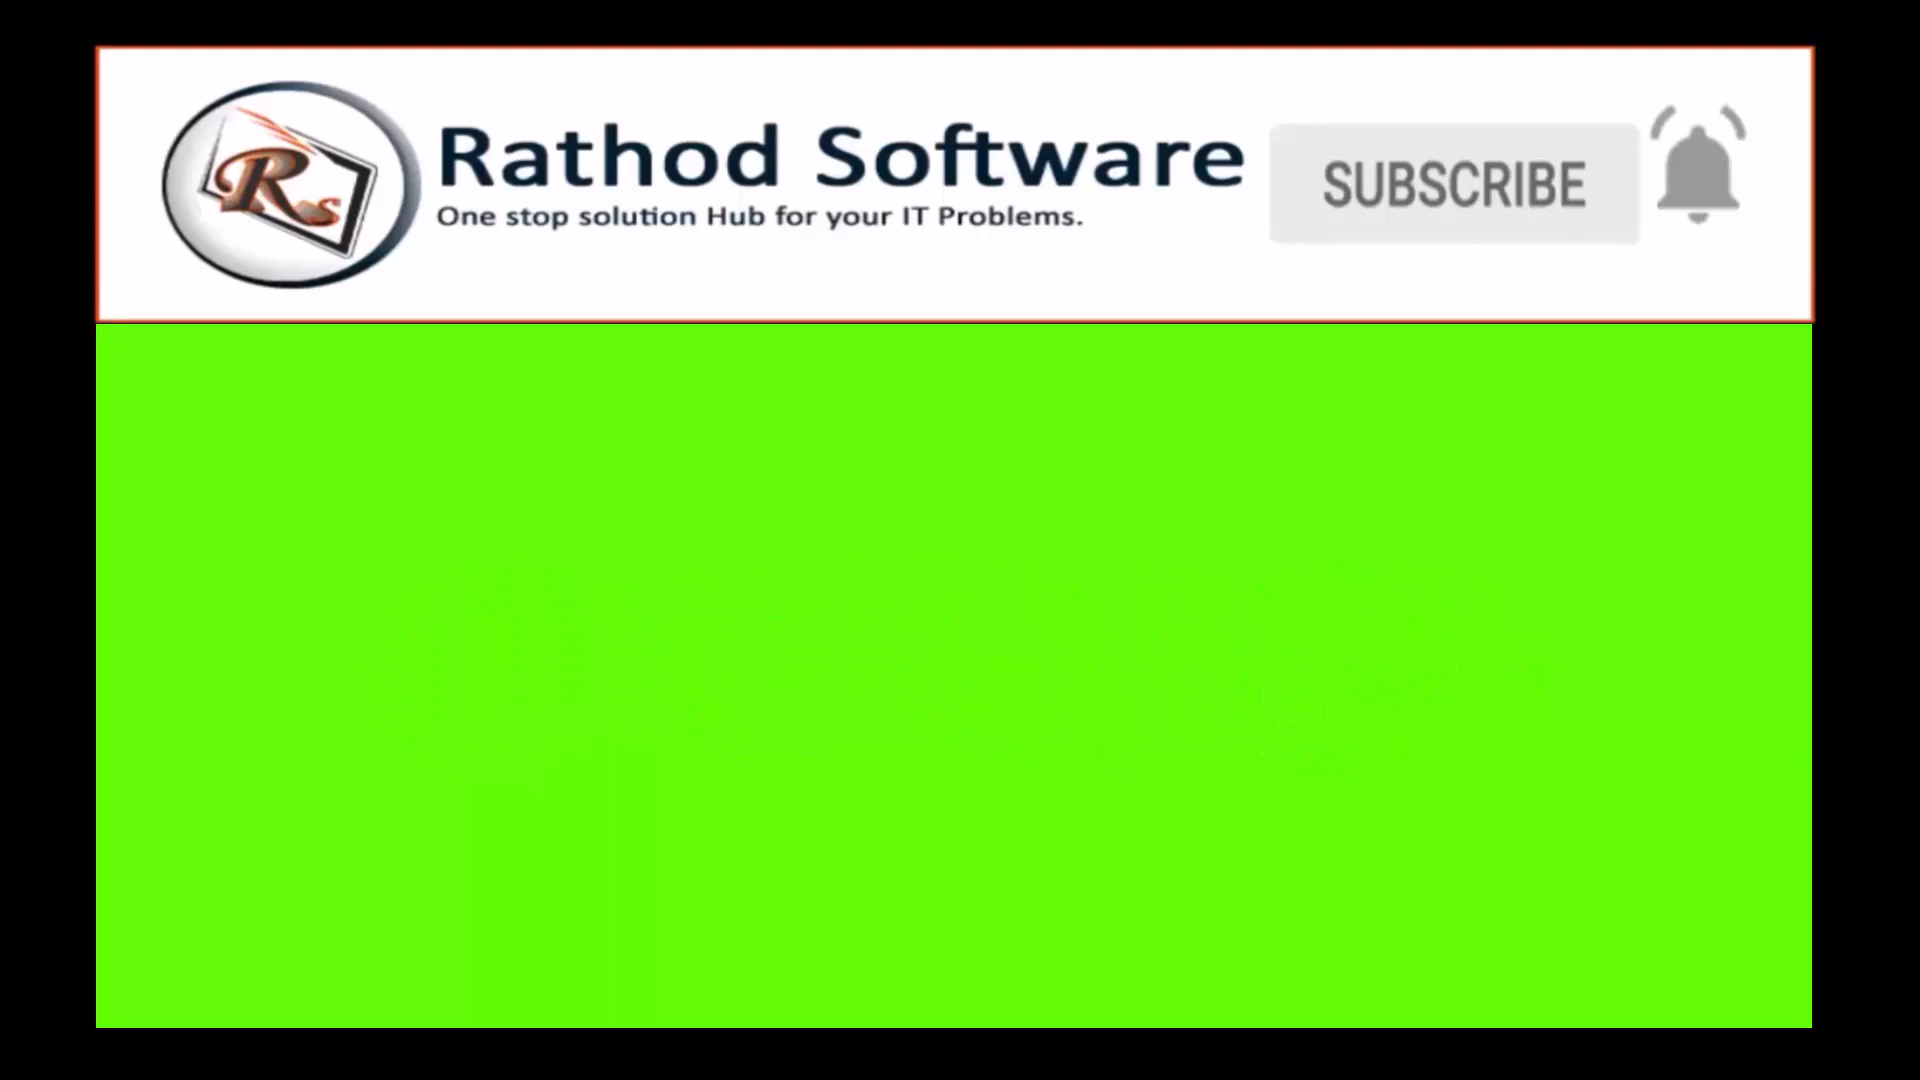 Rs
Rathod Software
One stop solution Hub for your IT Problems.
SUBSCRIBE